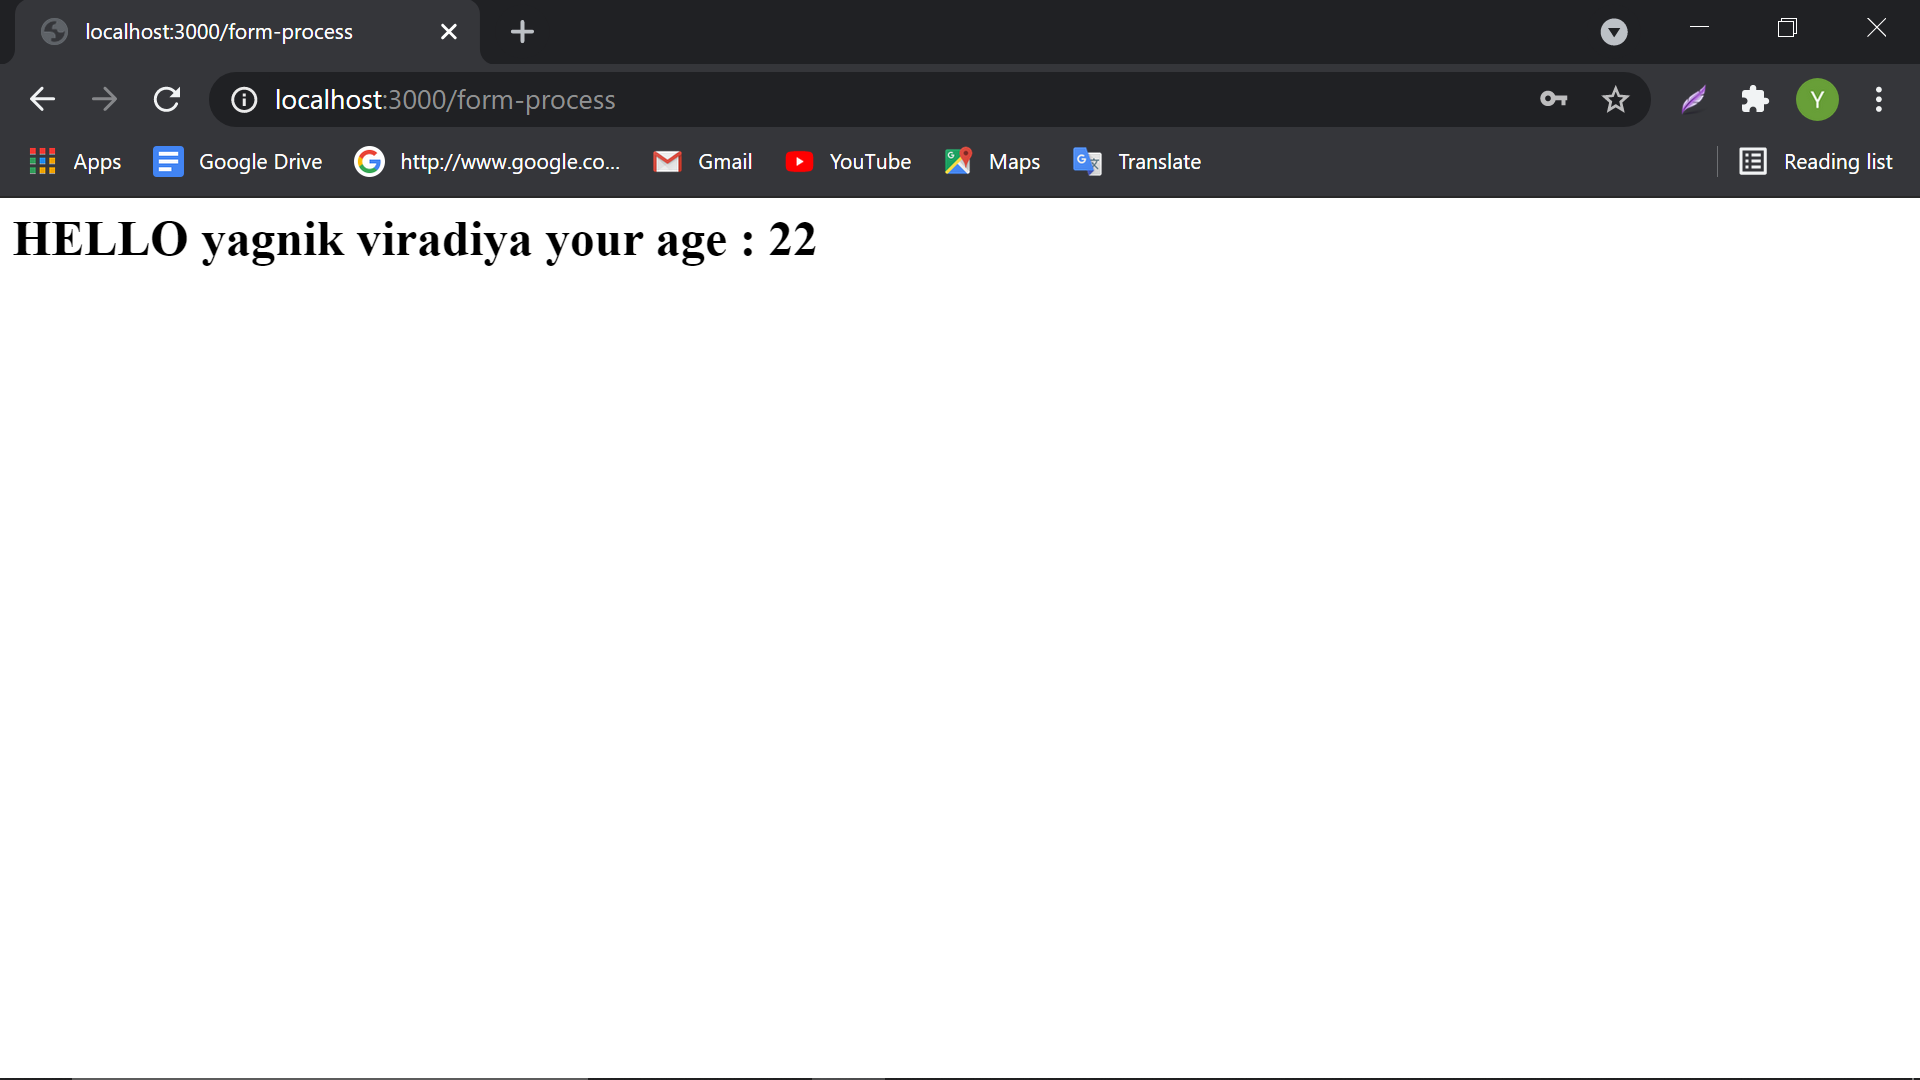 localhost:3000/form-process
localhost:3000/form-process
Y
Apps Google Drive http://www.google.co... Gmail YouTube Maps Translate Reading list
HELLO yagnik viradiya your age : 22